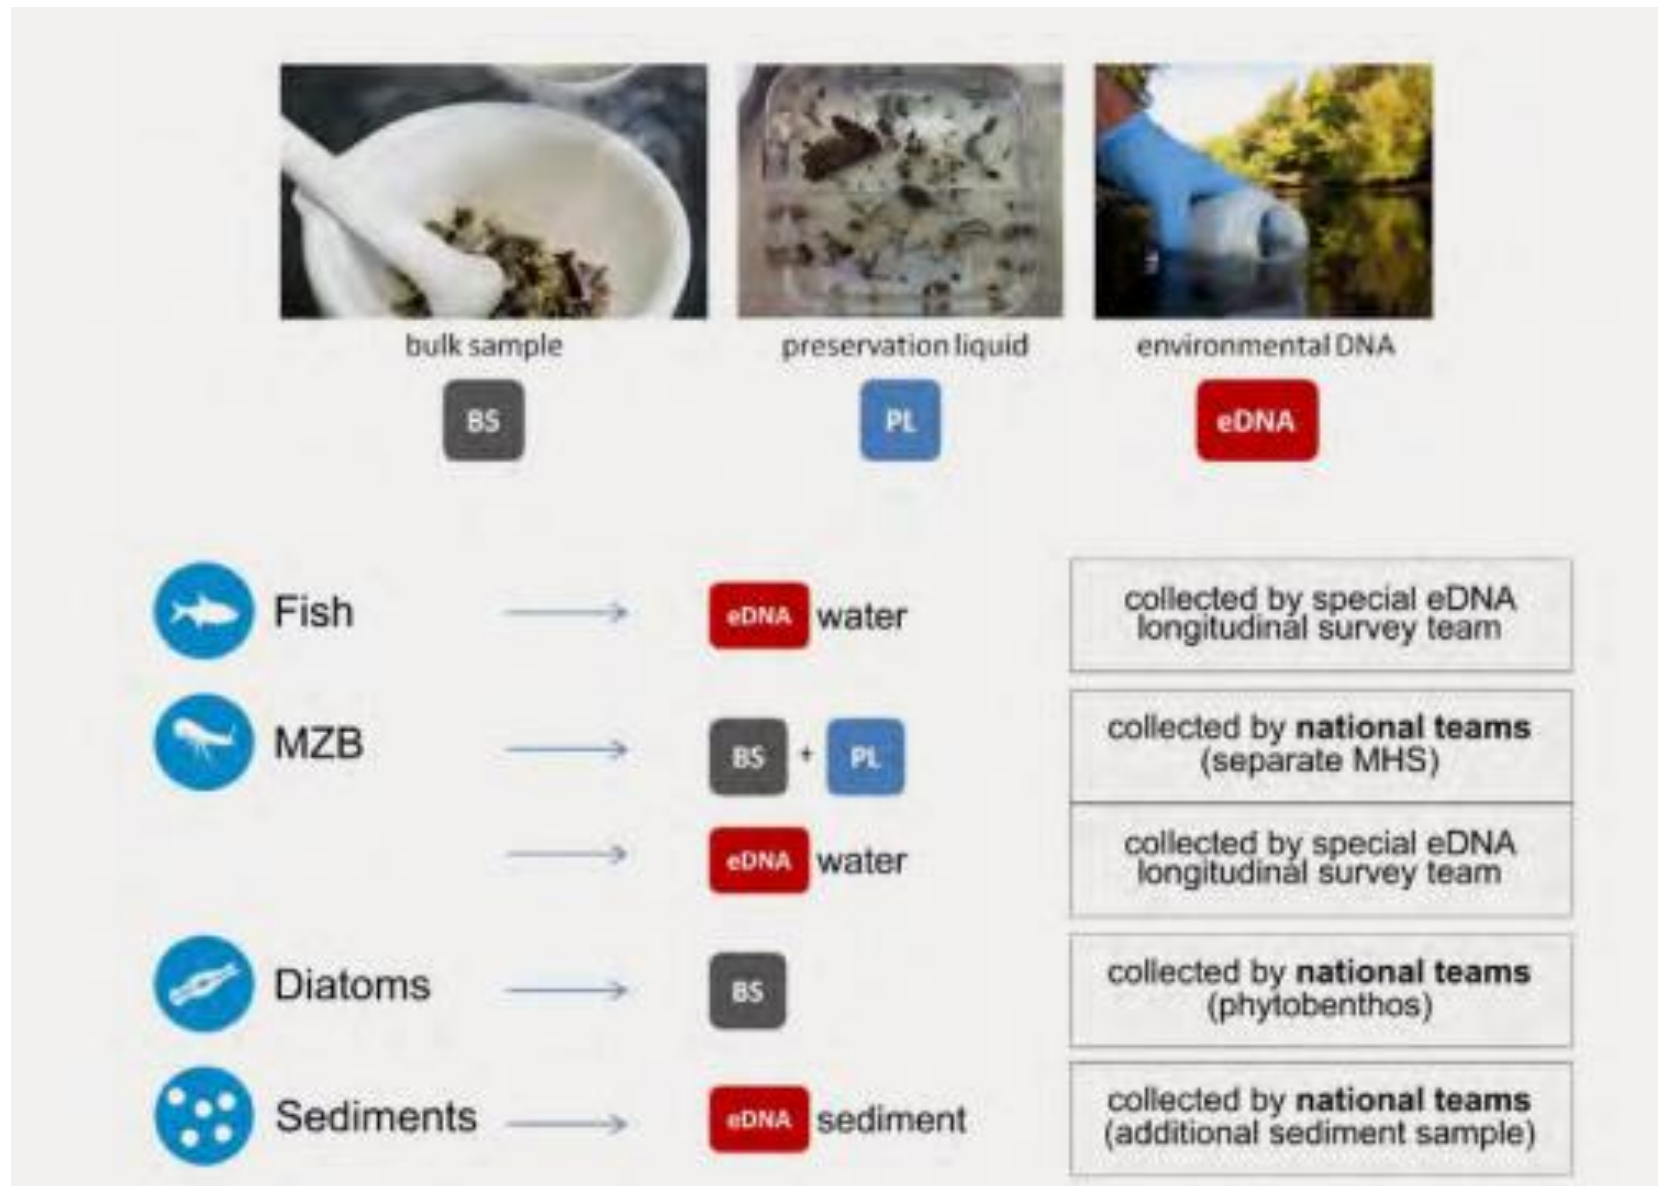 bulk sample
preservation liquid
environmental DNA
BS
PL
eDNA
Fish
eDNA water
collected by special eDNA
longitudinal survey team
MZB
BS + PL
collected by national teams
(separate MHS)
eDNA water
collected by special eDNA
longitudinal survey team
Diatoms
BS
collected by national teams
(phytobenthos)
Sediments
eDNA sediment
collected by national teams
(additional sediment sample)